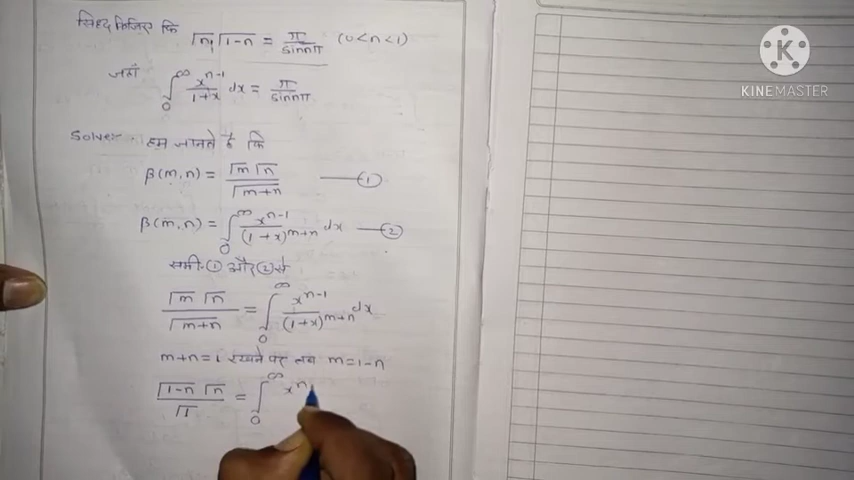 सिद्ध कीजिए कि
Γn Γ1-n = π/sinnπ (0<n<1)
जहाँ
∫₀^∞ x^(n-1)/(1+x) dx = π/sinnπ
Solve:- हम जानते है कि
β(m,n) = Γm Γn / Γm+n —①
β(m,n) = ∫₀^∞ x^(n-1)/(1+x)^(m+n) dx —②
समी.① और ② से
Γm Γn / Γm+n = ∫₀^∞ x^(n-1)/(1+x)^(m+n) dx
m+n=1 रखने पर तब m=1-n
Γ1-n Γn / Γ1 = ∫₀^∞ x^n
K
KINEMASTER